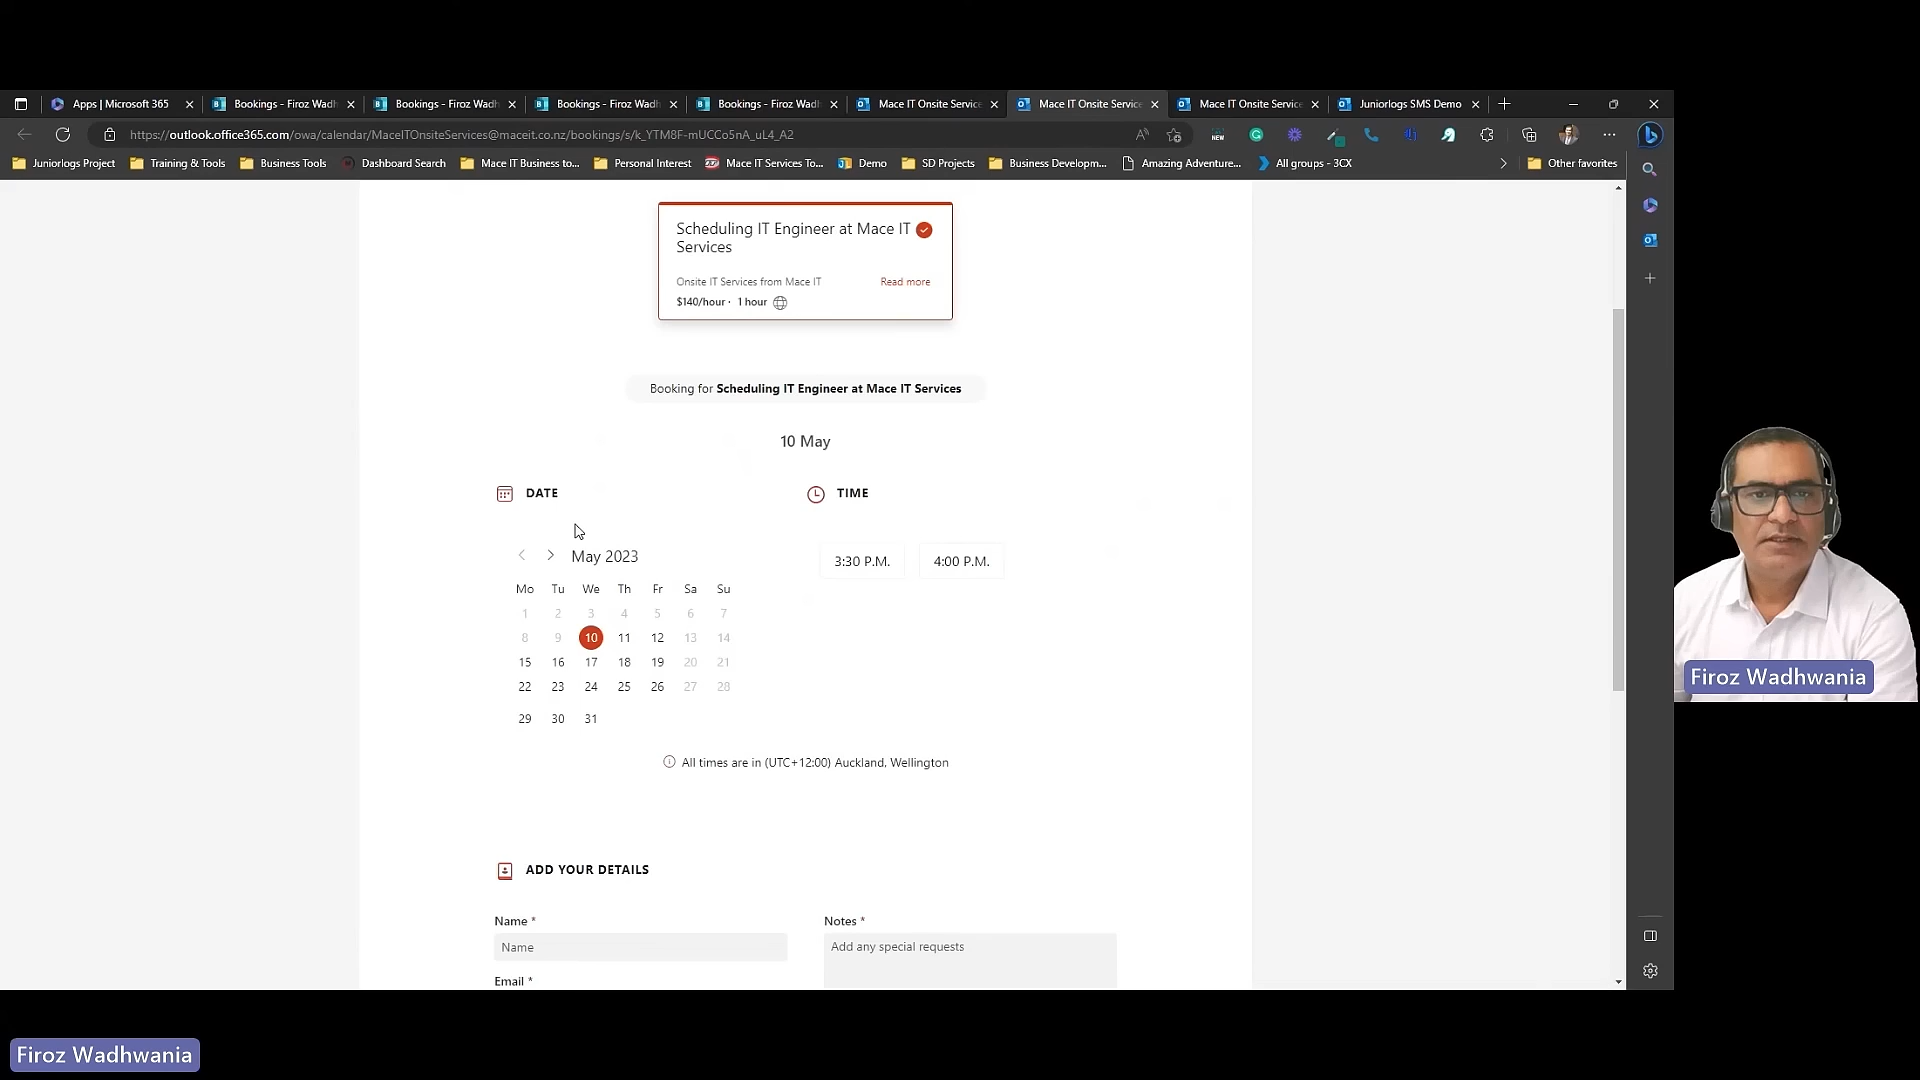 Apps | Microsoft 365
Bookings - Firoz Wadh
Bookings - Firoz Wadh
Bookings - Firoz Wadh
Bookings - Firoz Wadh
Mace IT Onsite Service
Mace IT Onsite Service
Mace IT Onsite Service
Juniorlogs SMS Demo
https://outlook.office365.com/owa/calendar/MaceITOnsiteServices@maceit.co.nz/bookings/s/k_YTM8F-mUCCo5nA_uL4_A2
NEW
Juniorlogs Project
Training & Tools
Business Tools
Dashboard Search
Mace IT Business to...
Personal Interest
Mace IT Services To...
Demo
SD Projects
Business Developm...
Amazing Adventure...
All groups - 3CX
Other favorites
Scheduling IT Engineer at Mace IT
Services
Onsite IT Services from Mace IT
Read more
$140/hour · 1 hour
Booking for Scheduling IT Engineer at Mace IT Services
10 May
DATE
TIME
May 2023
3:30 P.M. 4:00 P.M.
Mo Tu We Th Fr Sa Su
1 2 3 4 5 6 7
8 9 10 11 12 13 14
15 16 17 18 19 20 21
22 23 24 25 26 27 28
29 30 31
All times are in (UTC+12:00) Auckland, Wellington
ADD YOUR DETAILS
Name *
Notes *
Name
Add any special requests
Email *
Firoz Wadhwania
Firoz Wadhwania